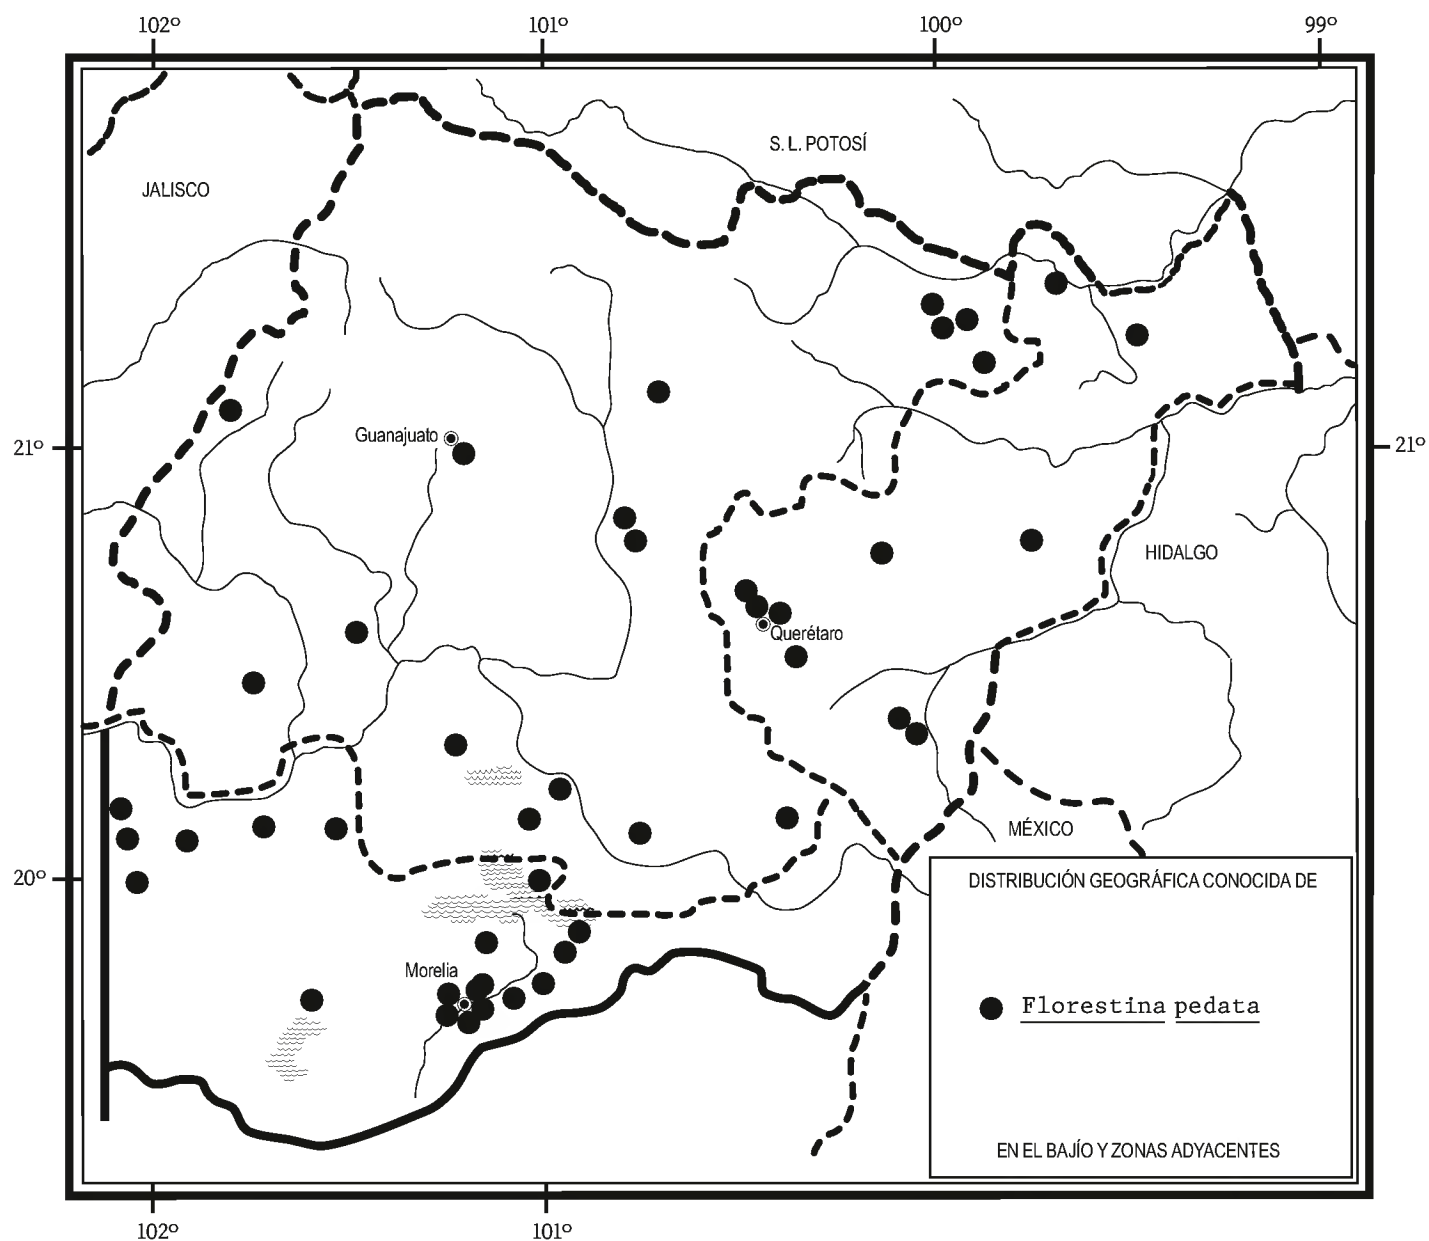 102º 101º 100º 99º
S. L. POTOSÍ
JALISCO
Guanajuato
21º 21º
HIDALGO
Querétaro
MÉXICO
20º
DISTRIBUCIÓN GEOGRÁFICA CONOCIDA DE
Morelia
Florestina pedata
EN EL BAJÍO Y ZONAS ADYACENTES
102º 101º